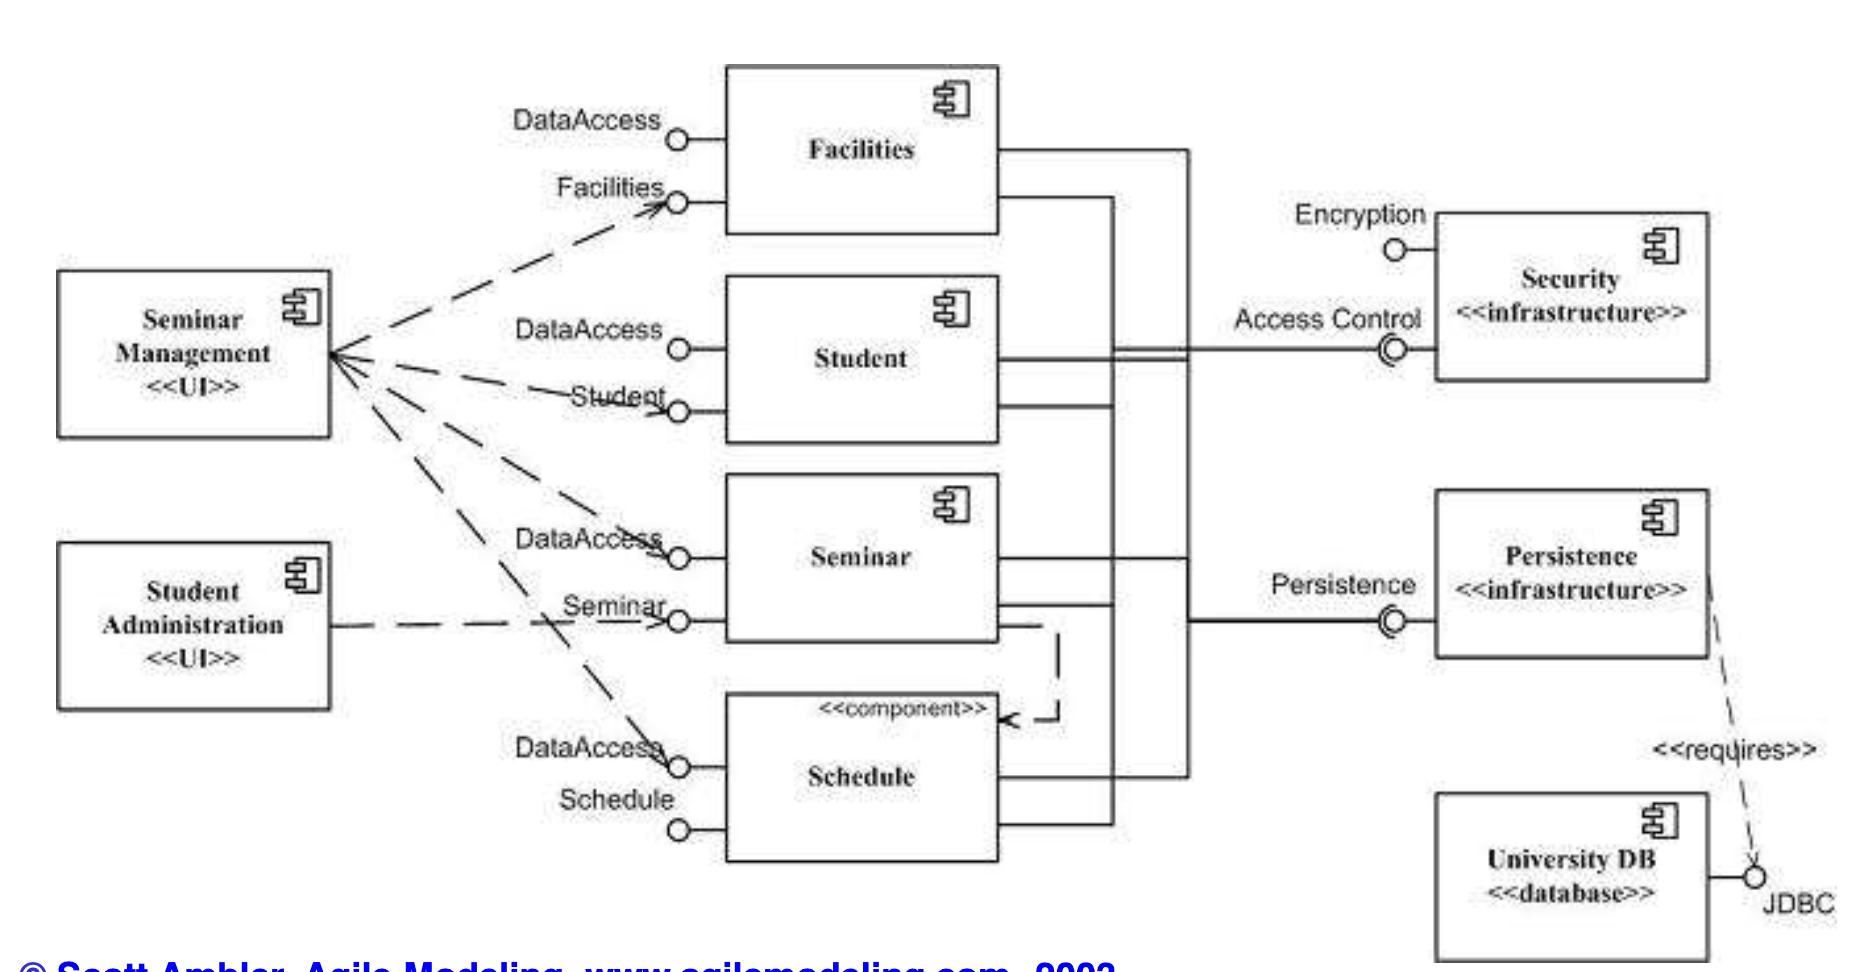 DataAccess
Facilities
Facilities
Encryption
Security
<<infrastructure>>
Access Control
Seminar
Management
<<UI>>
DataAccess
Student
Student
DataAccess
Seminar
Seminar
Persistence
Persistence
<<infrastructure>>
Student
Administration
<<UI>>
<<component>>
DataAccess
Schedule
Schedule
<<requires>>
University DB
<<database>>
JDBC
© Scott Ambler, Agile Modeling, www.agilemodeling.com, 2003